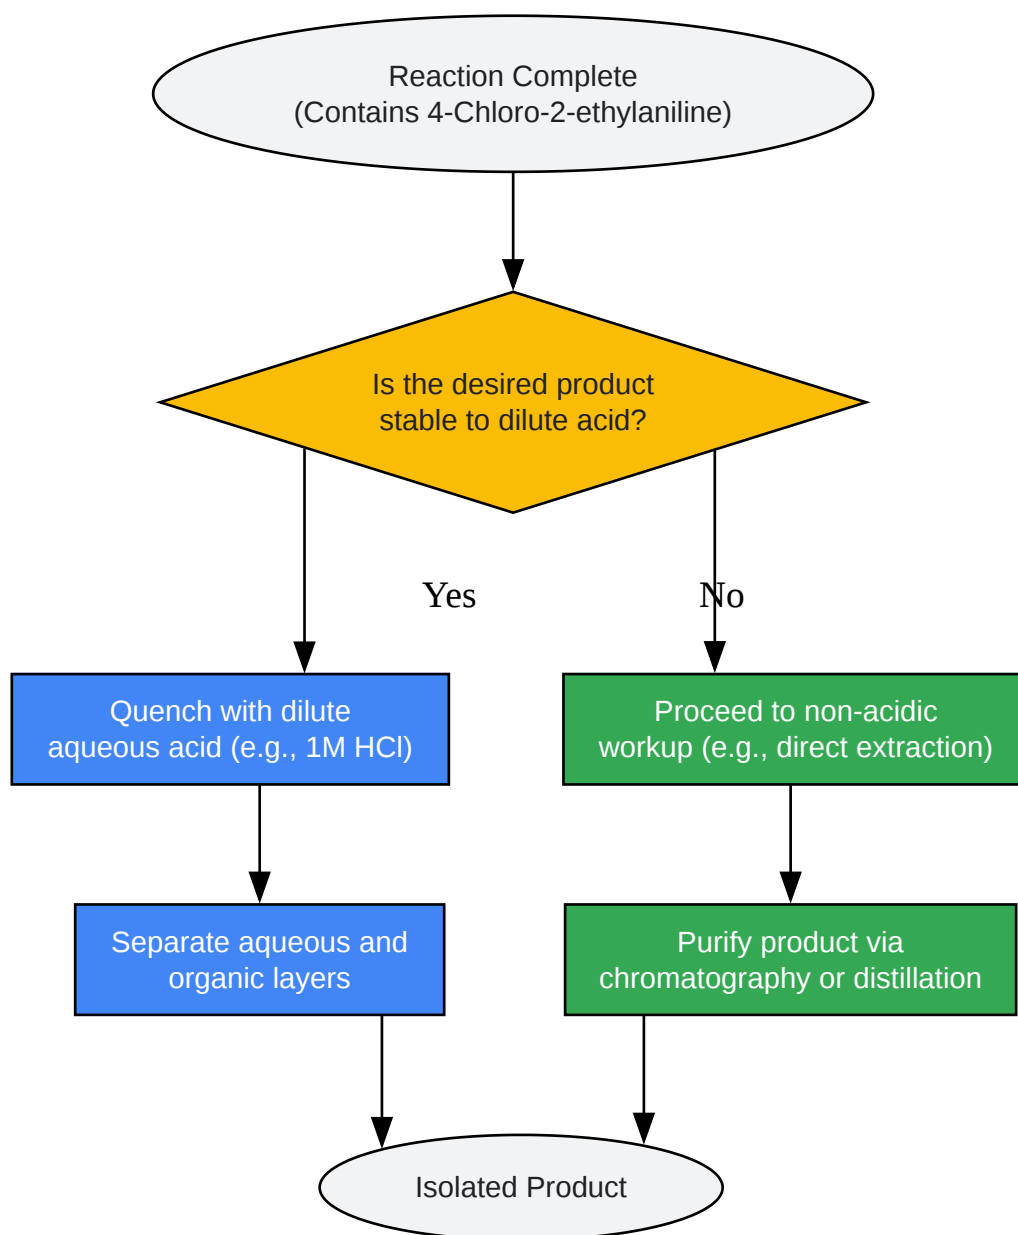 Reaction Complete
(Contains 4-Chloro-2-ethylaniline)
Is the desired product
stable to dilute acid?
Yes
No
Quench with dilute
aqueous acid (e.g., 1M HCl)
Proceed to non-acidic
workup (e.g., direct extraction)
Separate aqueous and
organic layers
Purify product via
chromatography or distillation
Isolated Product